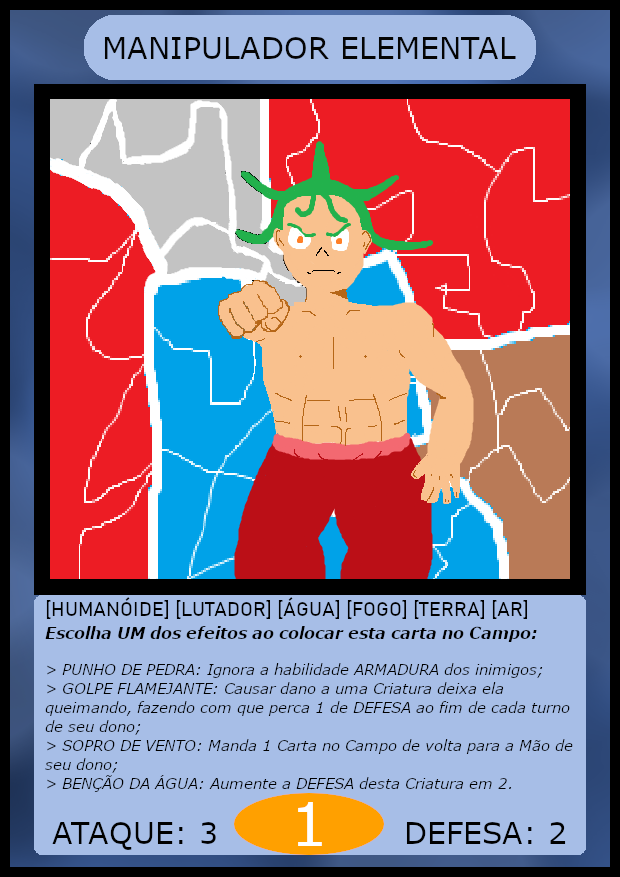 MANIPULADOR ELEMENTAL
[HUMANÓIDE] [LUTADOR] [ÁGUA] [FOGO] [TERRA] [AR]
Escolha UM dos efeitos ao colocar esta carta no Campo:
> PUNHO DE PEDRA: Ignora a habilidade ARMADURA dos inimigos;
> GOLPE FLAMEJANTE: Causar dano a uma Criatura deixa ela
queimando, fazendo com que perca 1 de DEFESA ao fim de cada turno
de seu dono;
> SOPRO DE VENTO: Manda 1 Carta no Campo de volta para a Mão de
seu dono;
> BENÇÃO DA ÁGUA: Aumente a DEFESA desta Criatura em 2.
ATAQUE: 3
1
DEFESA: 2